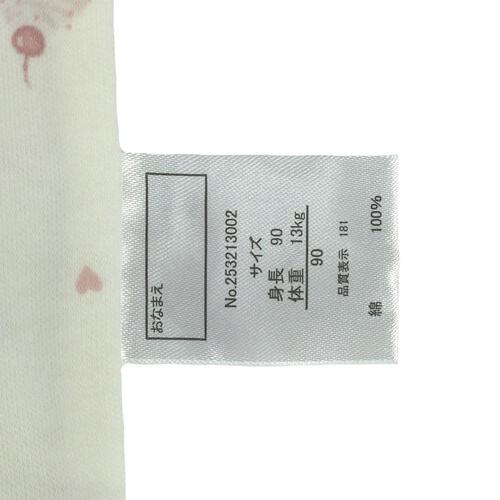 おなまえ
No.253213002
サイズ
身長 90
体重 13kg
90
品質表示 181
綿 100%